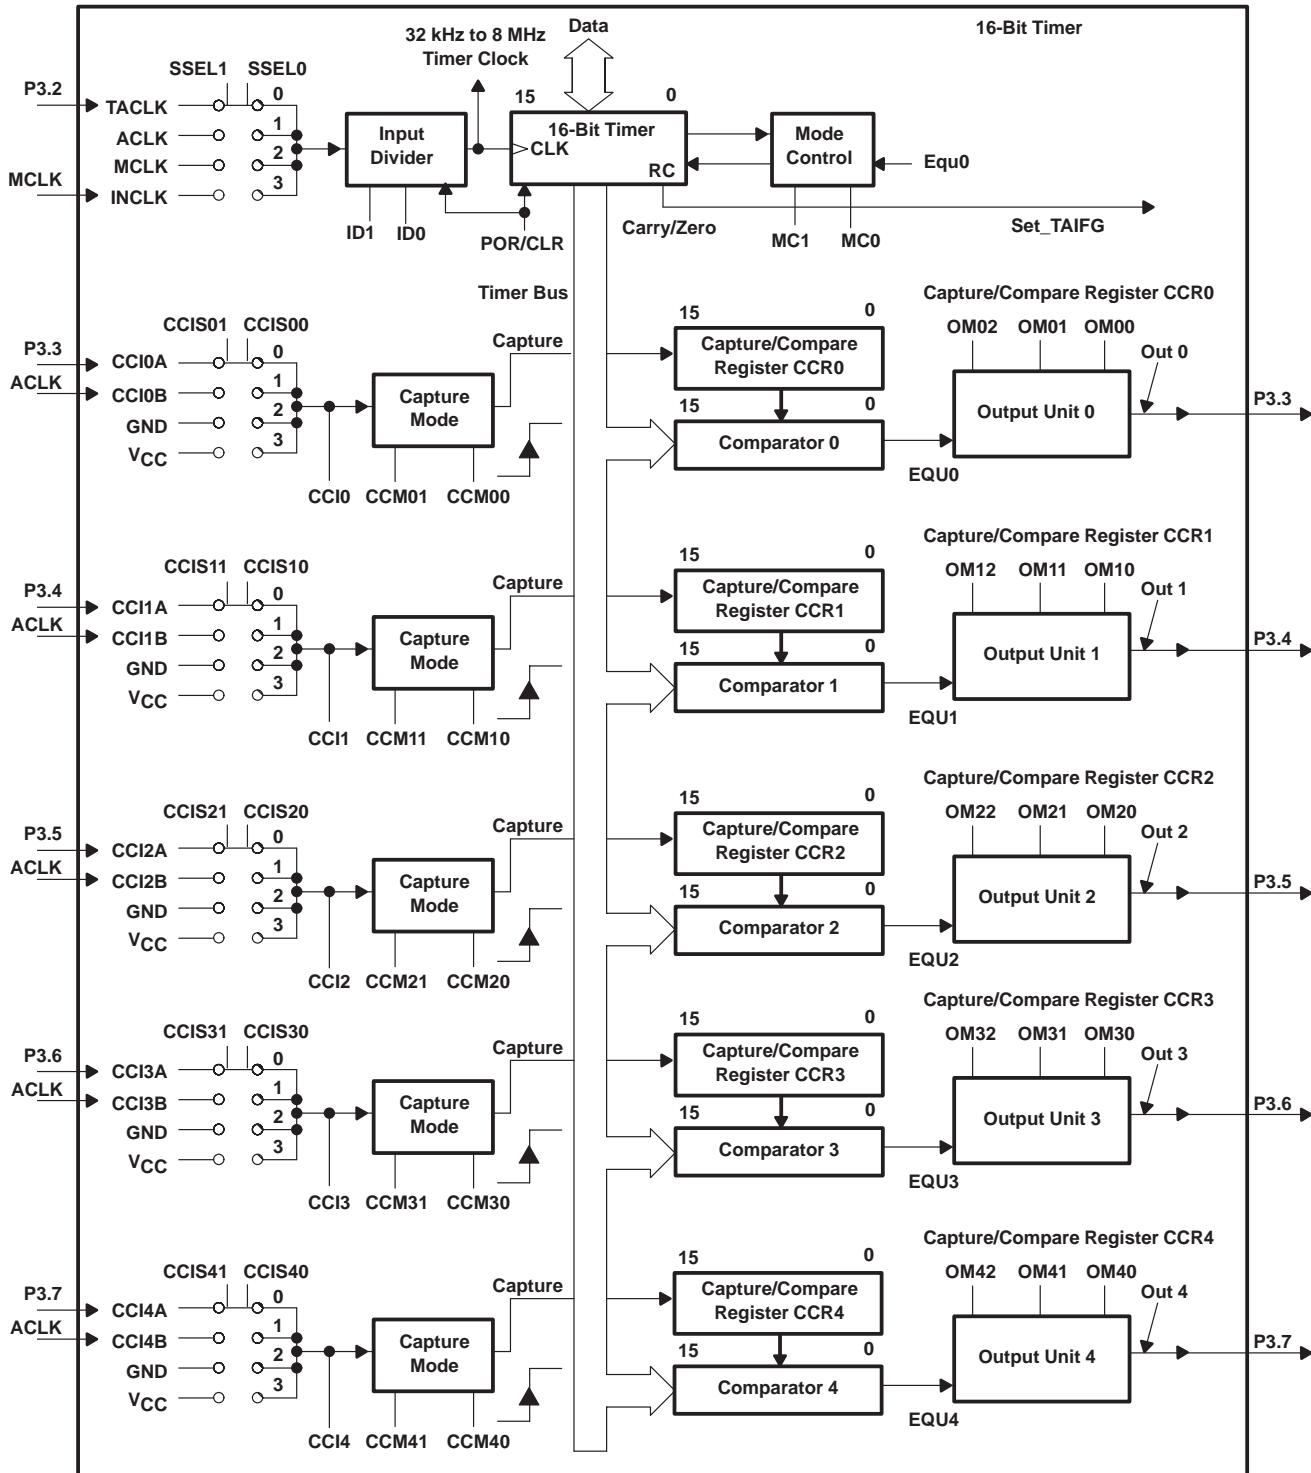 16-Bit Timer
32 kHz to 8 MHz
Timer Clock
Data
SSEL1 SSEL0
P3.2
TACLK
0
ACLK
1
MCLK
2
MCLK
INCLK
3
Input
Divider
ID1 ID0
POR/CLR
15 0
16-Bit Timer
CLK
RC
Mode
Control
Equ0
MC1 MC0
Carry/Zero
Set_TAIFG
Timer Bus
CCIS01 CCIS00
P3.3
CCI0A
0
ACLK
CCI0B
1
GND
2
VCC
3
Capture
Mode
Capture
CCI0 CCM01 CCM00
15 0
Capture/Compare
Register CCR0
15 0
Comparator 0
EQU0
Capture/Compare Register CCR0
OM02 OM01 OM00
Output Unit 0
Out 0
P3.3
CCIS11 CCIS10
P3.4
CCI1A
0
ACLK
CCI1B
1
GND
2
VCC
3
Capture
Mode
Capture
CCI1 CCM11 CCM10
15 0
Capture/Compare
Register CCR1
15 0
Comparator 1
EQU1
Capture/Compare Register CCR1
OM12 OM11 OM10
Output Unit 1
Out 1
P3.4
CCIS21 CCIS20
P3.5
CCI2A
0
ACLK
CCI2B
1
GND
2
VCC
3
Capture
Mode
Capture
CCI2 CCM21 CCM20
15 0
Capture/Compare
Register CCR2
15 0
Comparator 2
EQU2
Capture/Compare Register CCR2
OM22 OM21 OM20
Output Unit 2
Out 2
P3.5
CCIS31 CCIS30
P3.6
CCI3A
0
ACLK
CCI3B
1
GND
2
VCC
3
Capture
Mode
Capture
CCI3 CCM31 CCM30
15 0
Capture/Compare
Register CCR3
15 0
Comparator 3
EQU3
Capture/Compare Register CCR3
OM32 OM31 OM30
Output Unit 3
Out 3
P3.6
CCIS41 CCIS40
P3.7
CCI4A
0
ACLK
CCI4B
1
GND
2
VCC
3
Capture
Mode
Capture
CCI4 CCM41 CCM40
15 0
Capture/Compare
Register CCR4
15 0
Comparator 4
EQU4
Capture/Compare Register CCR4
OM42 OM41 OM40
Output Unit 4
Out 4
P3.7